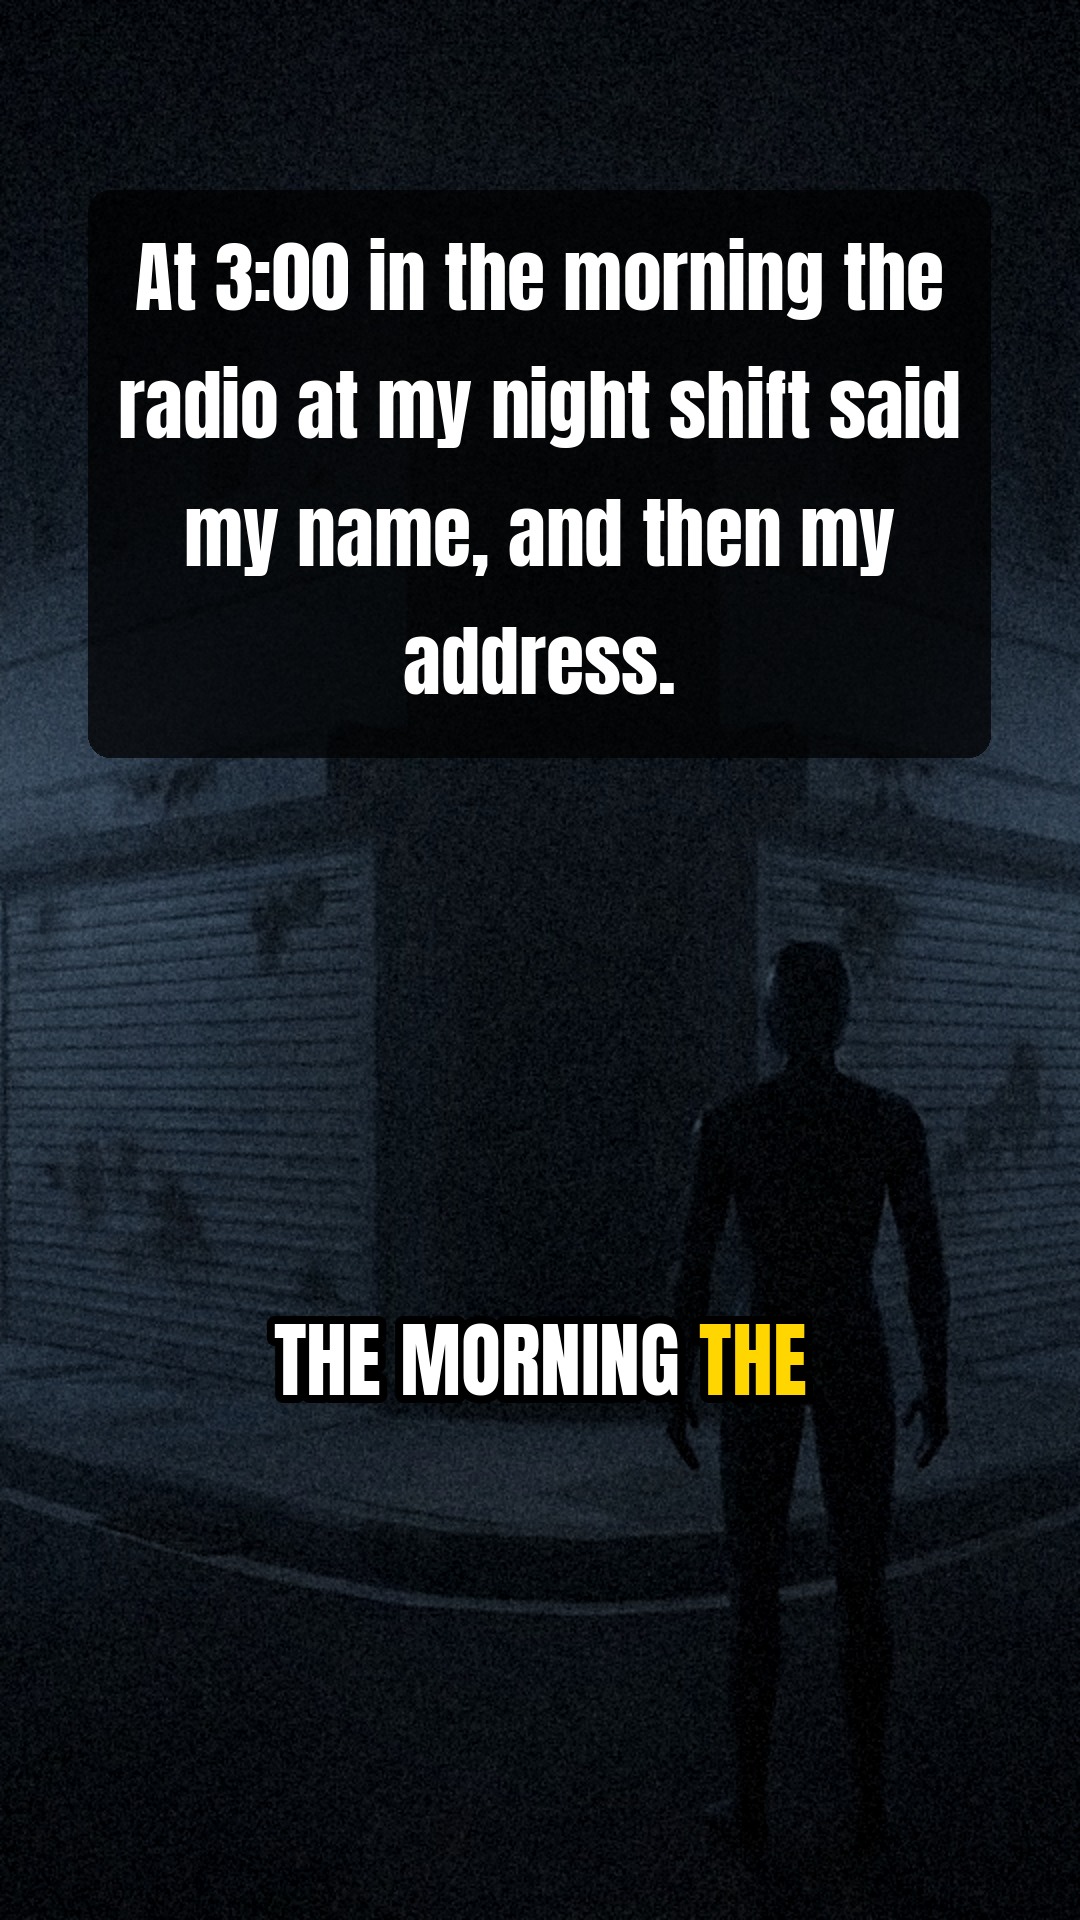 At 3:00 in the morning the
radio at my night shift said
my name, and then my
address.
THE MORNING THE